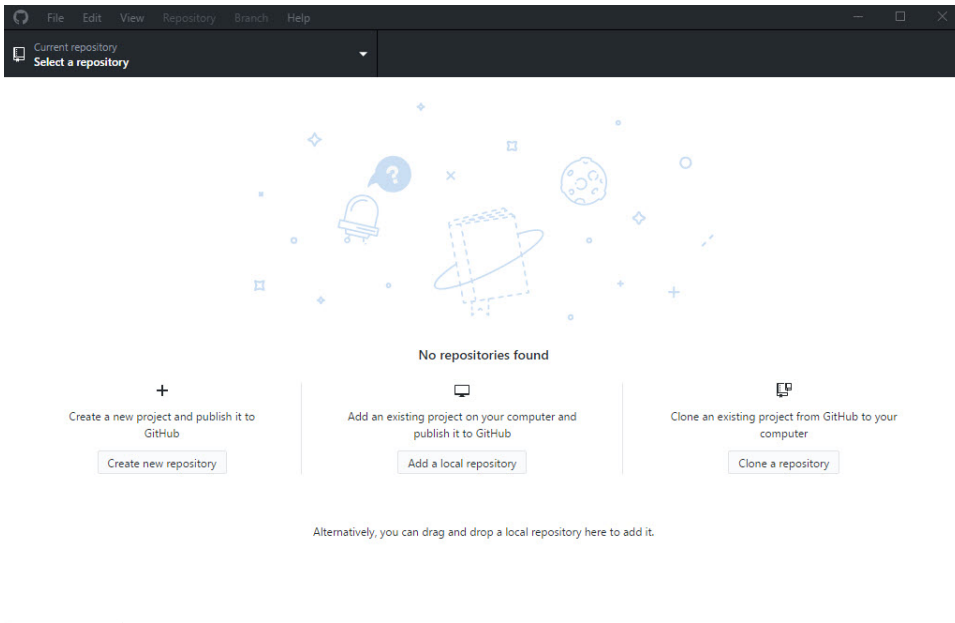 File Edit View Repository Branch Help
Current repository
Select a repository
?
No repositories found
Create a new project and publish it to
GitHub
Create new repository
Add an existing project on your computer and
publish it to GitHub
Add a local repository
Clone an existing project from GitHub to your
computer
Clone a repository
Alternatively, you can drag and drop a local repository here to add it.